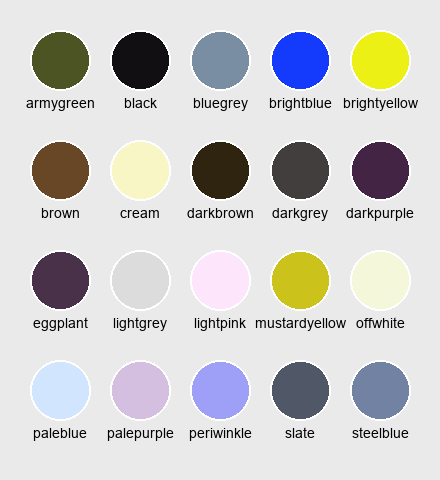 armygreen black bluegrey brightblue brightyellow
brown cream darkbrown darkgrey darkpurple
eggplant lightgrey lightpink mustardyellow offwhite
paleblue palepurple periwinkle slate steelblue